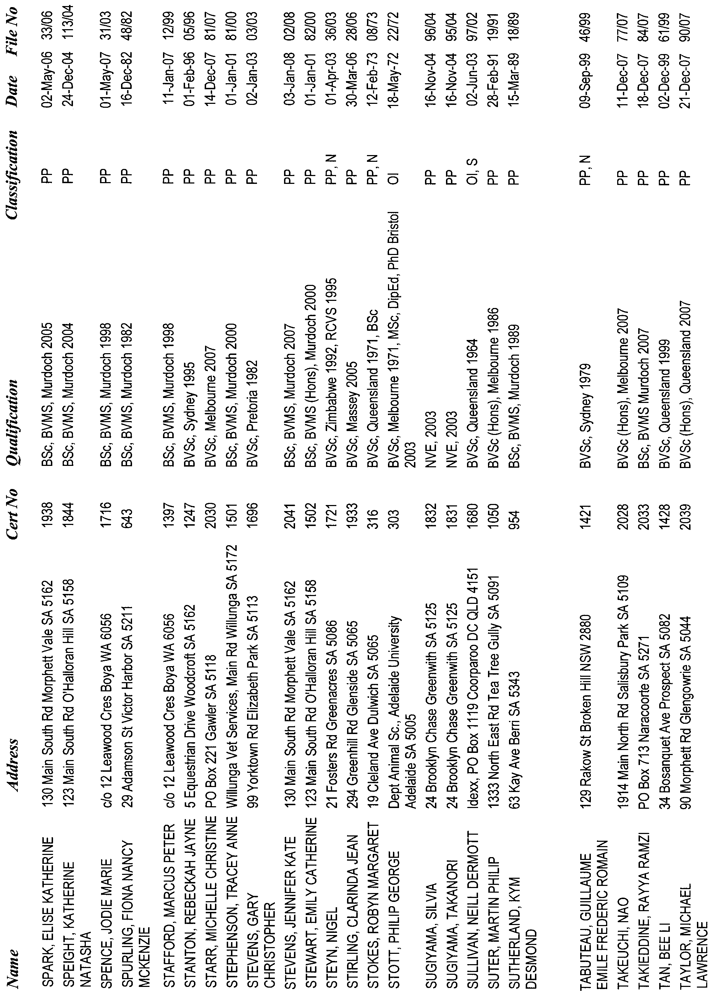 Name Address Cert No Qualification Classification Date File No
SPARK, ELISE KATHERINE 130 Main South Rd Morphett Vale SA 5162 1938 BSc, BVMS, Murdoch 2005 PP 02-May-06 33/06
SPEIGHT, KATHERINE 123 Main South Rd O'Halloran Hill SA 5158 1844 BSc, BVMS, Murdoch 2004 PP 24-Dec-04 113/04
NATASHA
SPENCE, JODIE MARIE c/o 12 Leawood Cres Boya WA 6056 1716 BSc, BVMS, Murdoch 1998 PP 01-May-07 31/03
SPURLING, FIONA NANCY 29 Adamson St Victor Harbor SA 5211 643 BSc, BVMS, Murdoch 1982 PP 16-Dec-82 48/82
MCKENZIE
STAFFORD, MARCUS PETER c/o 12 Leawood Cres Boya WA 6056 1397 BSc, BVMS, Murdoch 1998 PP 11-Jan-07 12/99
STANTON, REBECKAH JAYNE 5 Equestrian Drive Woodcroft SA 5162 1247 BVSc, Sydney 1995 PP 01-Feb-96 05/96
STARR, MICHELLE CHRISTINE PO Box 221 Gawler SA 5118 2030 BVSc, Melbourne 2007 PP 14-Dec-07 81/07
STEPHENSON, TRACEY ANNE Willunga Vet Services, Main Rd Willunga SA 5172 1501 BSc, BVMS, Murdoch 2000 PP 01-Jan-01 81/00
STEVENS, GARY 99 Yorktown Rd Elizabeth Park SA 5113 1696 BVSc, Pretoria 1982 PP 02-Jan-03 03/03
CHRISTOPHER
STEVENS, JENNIFER KATE 130 Main South Rd Morphett Vale SA 5162 2041 BSc, BVMS, Murdoch 2007 PP 03-Jan-08 02/08
STEWART, EMILY CATHERINE 123 Main South Rd O'Halloran Hill SA 5158 1502 BSc, BVMS (Hons), Murdoch 2000 PP 01-Jan-01 82/00
STEYN, NIGEL 21 Fosters Rd Greenacres SA 5086 1721 BVSc, Zimbabwe 1992, RCVS 1995 PP, N 01-Apr-03 36/03
STIRLING, CLARINDA JEAN 294 Greenhill Rd Glenside SA 5065 1933 BVSc, Massey 2005 PP 30-Mar-06 28/06
STOKES, ROBYN MARGARET 19 Cleland Ave Dulwich SA 5065 316 BVSc, Queensland 1971, BSc PP, N 12-Feb-73 08/73
STOTT, PHILIP GEORGE Dept Animal Sc., Adelaide University 303 BVSc, Melbourne 1971, MSc, DipEd, PhD Bristol OI 18-May-72 22/72
Adelaide SA 5005 2003
SUGIYAMA, SILVIA 24 Brooklyn Chase Greenwith SA 5125 1832 NVE, 2003 PP 16-Nov-04 96/04
SUGIYAMA, TAKANORI 24 Brooklyn Chase Greenwith SA 5125 1831 NVE, 2003 PP 16-Nov-04 95/04
SULLIVAN, NEILL DERMOTT Idexx, PO Box 1119 Coorparoo DC QLD 4151 1680 BVSc, Queensland 1964 OI, S 02-Jun-03 97/02
SUTER, MARTIN PHILIP 1333 North East Rd Tea Tree Gully SA 5091 1050 BVSc (Hons), Melbourne 1986 PP 28-Feb-91 19/91
SUTHERLAND, KYM 63 Kay Ave Berri SA 5343 954 BSc, BVMS, Murdoch 1989 PP 15-Mar-89 18/89
DESMOND
TABUTEAU, GUILLAUME 129 Rakow St Broken Hill NSW 2880 1421 BVSc, Sydney 1979 PP, N 09-Sep-99 46/99
EMILE FREDERIC ROMAIN
TAKEUCHI, NAO 1914 Main North Rd Salisbury Park SA 5109 2028 BVSc (Hons), Melbourne 2007 PP 11-Dec-07 77/07
TAKIEDDINE, RAYYA RAMZI PO Box 713 Naracoorte SA 5271 2033 BSc, BVMS Murdoch 2007 PP 18-Dec-07 84/07
TAN, BEE LI 34 Bosanquet Ave Prospect SA 5082 1428 BVSc, Queensland 1999 PP 02-Dec-99 61/99
TAYLOR, MICHAEL 90 Morphett Rd Glengowrie SA 5044 2039 BVSc (Hons), Queensland 2007 PP 21-Dec-07 90/07
LAWRENCE